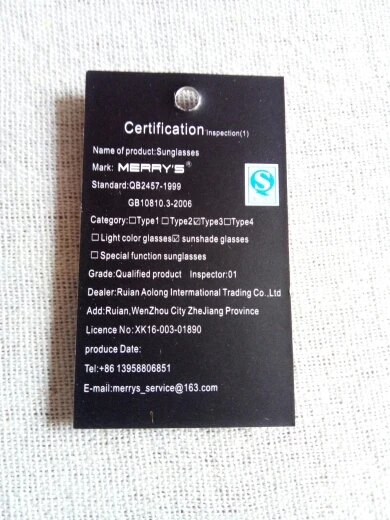 Certification Inspection(1)
Name of product:Sunglasses
Mark: MERRY'S®
Standard:QB2457-1999
GB10810.3-2006
Category:☐Type1 ☐Type2☑Type3☐Type4
☐Light color glasses☑ sunshade glasses
☐Special function sunglasses
Grade:Qualified product Inspector:01
Dealer:Ruian Aolong International Trading Co.,Ltd
Add:Ruian,WenZhou City ZheJiang Province
Licence No:XK16-003-01890
produce Date:
Tel:+86 13958806851
E-mail:merrys_service@163.com